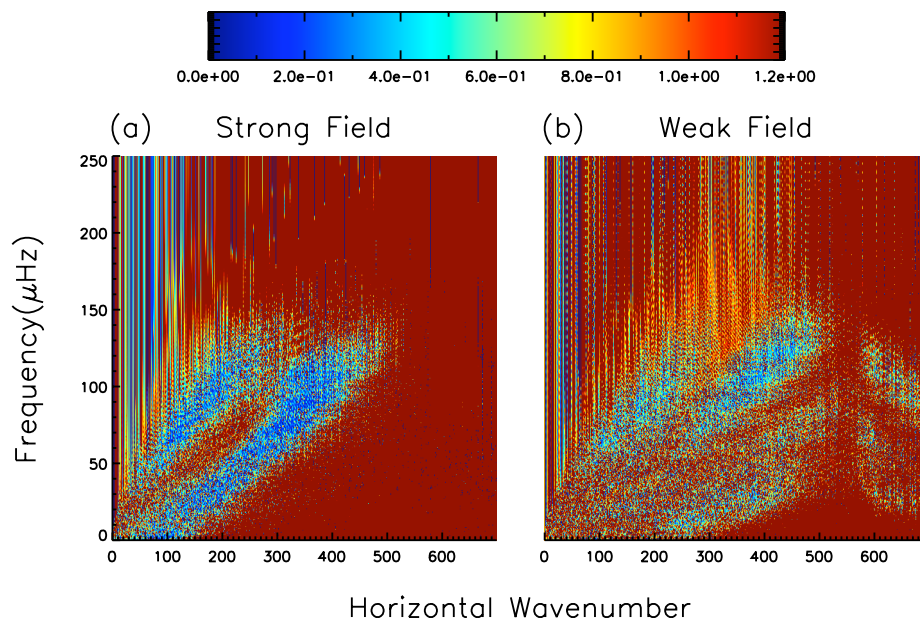 0.0e+00 2.0e-01 4.0e-01 6.0e-01 8.0e-01 1.0e+00 1.2e+00
(a) Strong Field
(b) Weak Field
250
200
150
100
50
0
Frequency(μHz)
0 100 200 300 400 500 600
0 100 200 300 400 500 600
Horizontal Wavenumber